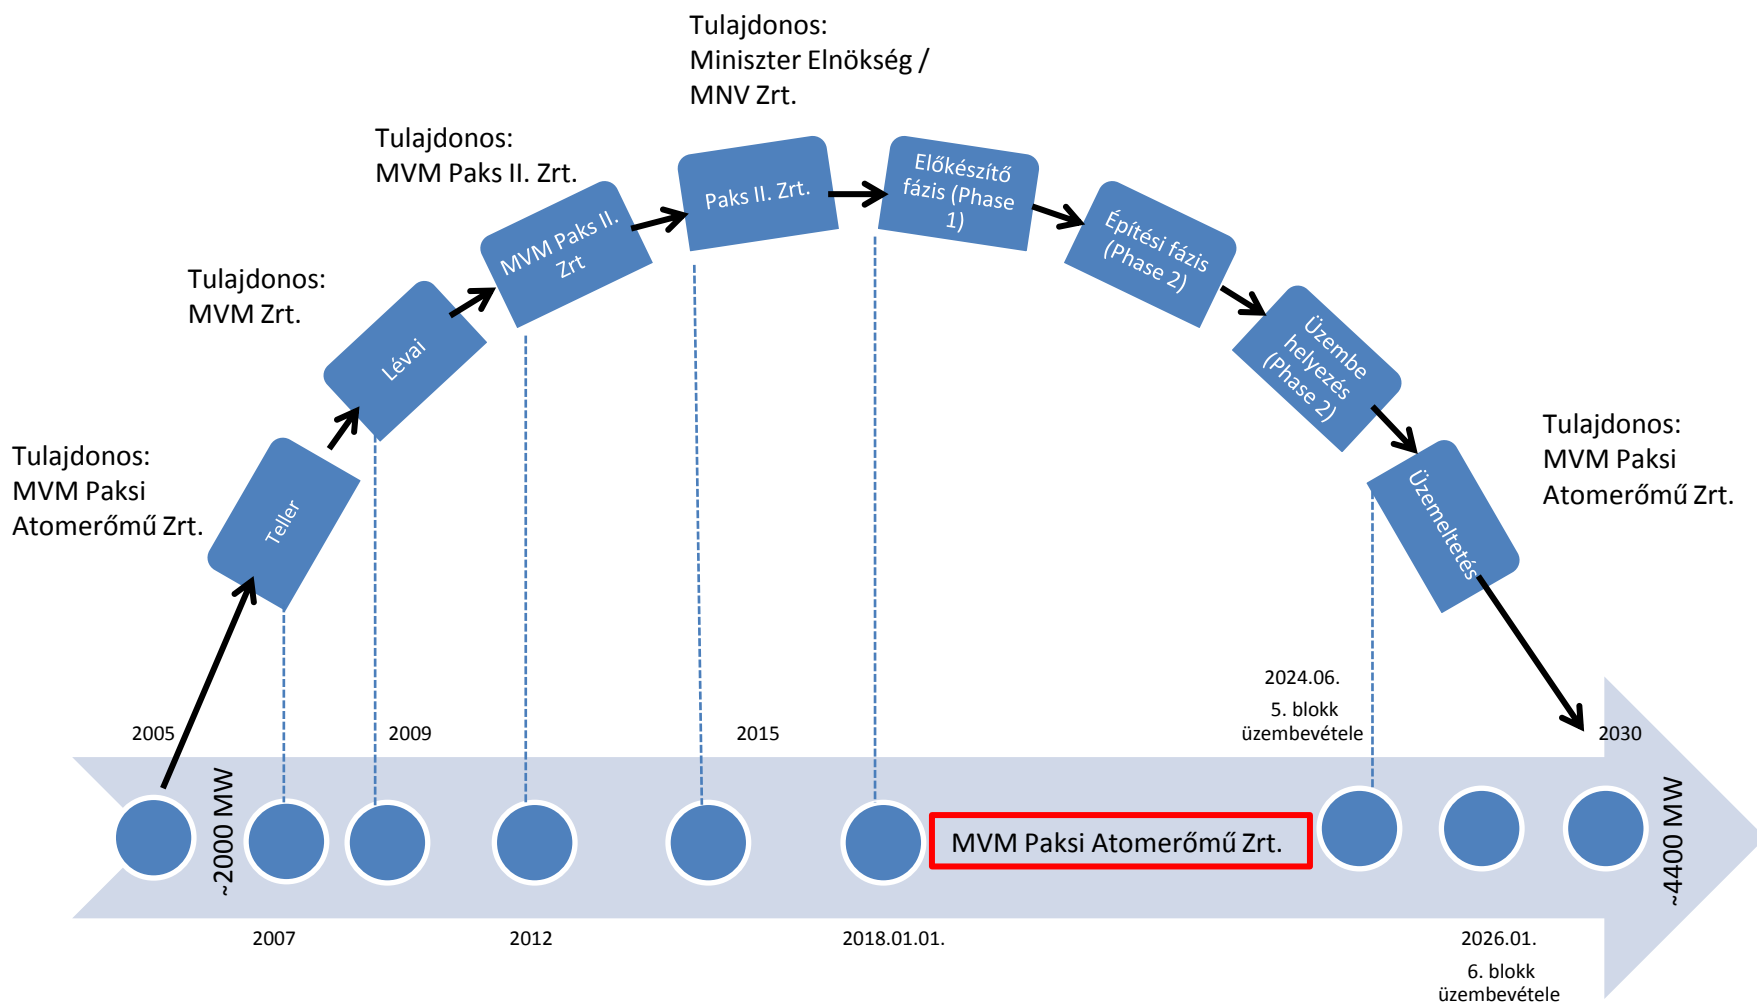 Tulajdonos:
Miniszter Elnökség /
MNV Zrt.
Tulajdonos:
MVM Paks II. Zrt.
Tulajdonos:
MVM Zrt.
Tulajdonos:
MVM Paksi
Atomerőmű Zrt.
Teller
Lévai
MVM Paks II.
Zrt
Paks II. Zrt.
Előkészítő
fázis (Phase
1)
Építési fázis
(Phase 2)
Üzembe
helyezés
(Phase 2)
Üzemeltetés
Tulajdonos:
MVM Paksi
Atomerőmű Zrt.
2005
2009
2015
2024.06.
5. blokk
üzembevétele
2030
~2000 MW
MVM Paksi Atomerőmű Zrt.
~4400 MW
2007
2012
2018.01.01.
2026.01.
6. blokk
üzembevétele